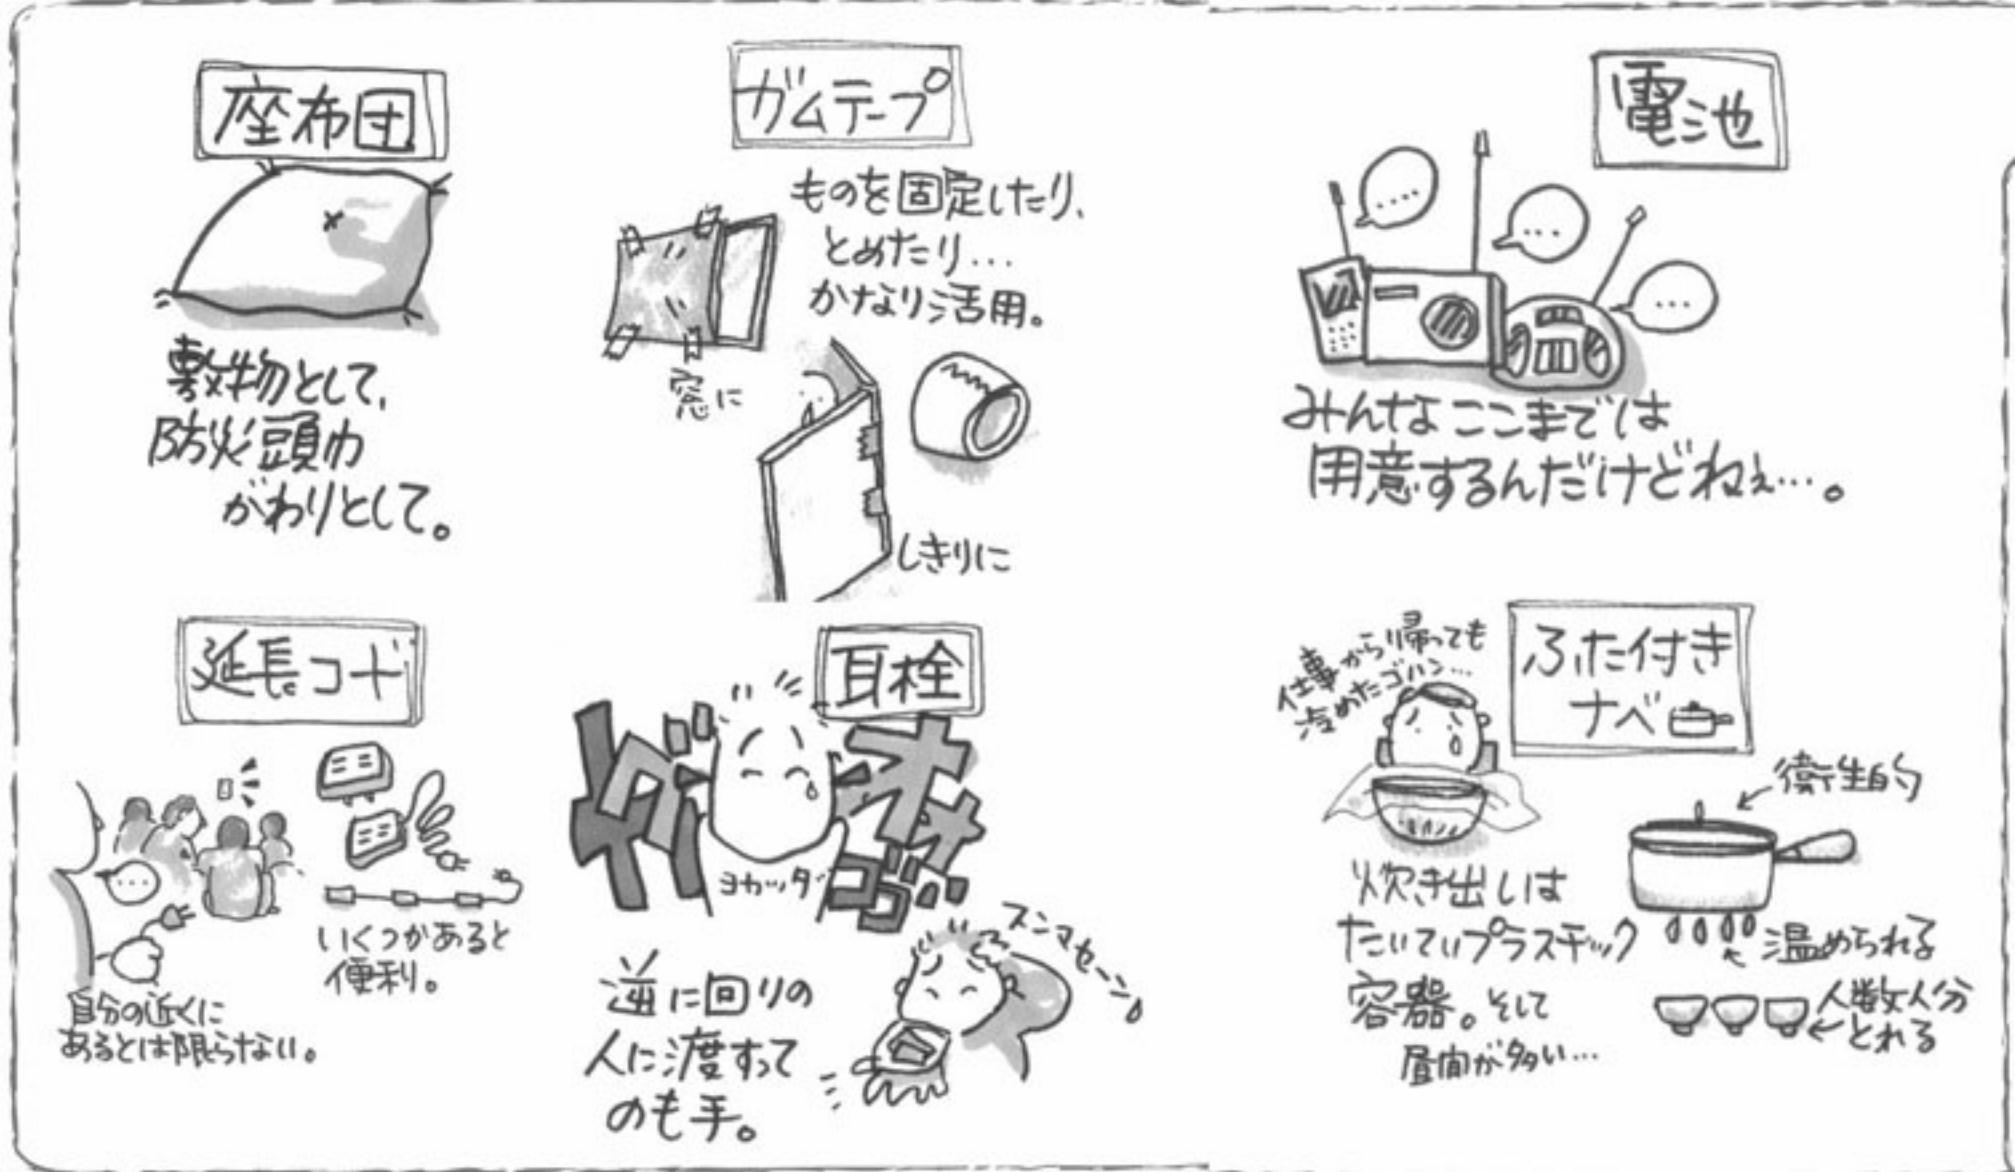 座布団
敷物として、
防災頭巾
がわりとして。
ガムテープ
ものを固定したり、
とめたり…
かなり活用。
窓に
しきりに
電池
....
...
...
みんなここまでは
用意するんだけどねぇ…。
延長コード
...
自分の近くに
あるとは限らない。
いくつかあると
便利。
耳栓
ヨカッタ
逆に回りの
人に渡すって
のも手。
スンマセーン
ふた付き
ナベ
仕事から帰っても
冷めたゴハン…
炊き出しは
たいていプラスチック
容器。そして
昼間が多い…
衛生的
温められる
人数人分
とれる